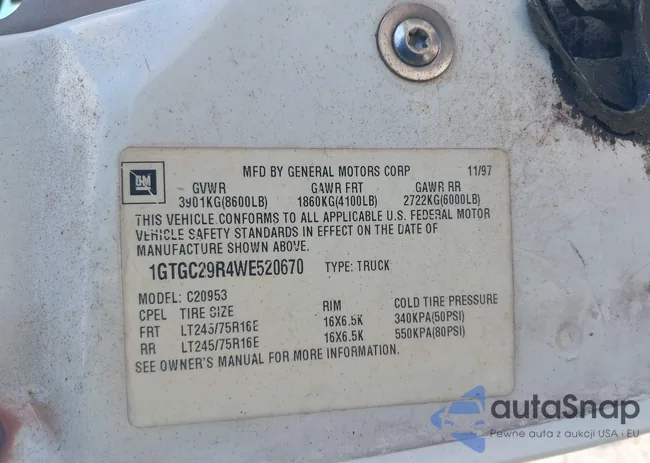 GM
MFD BY GENERAL MOTORS CORP 11/97
GVWR GAWR FRT GAWR RR
3901KG(8600LB) 1860KG(4100LB) 2722KG(6000LB)
THIS VEHICLE CONFORMS TO ALL APPLICABLE U.S. FEDERAL MOTOR
VEHICLE SAFETY STANDARDS IN EFFECT ON THE DATE OF
MANUFACTURE SHOWN ABOVE.
1GTGC29R4WE520670 TYPE: TRUCK
MODEL: C20953
CPEL TIRE SIZE RIM COLD TIRE PRESSURE
FRT LT245/75R16E 16X6.5K 340KPA(50PSI)
RR LT245/75R16E 16X6.5K 550KPA(80PSI)
SEE OWNER'S MANUAL FOR MORE INFORMATION.
autaSnap
Pewne auta z aukcji USA i EU